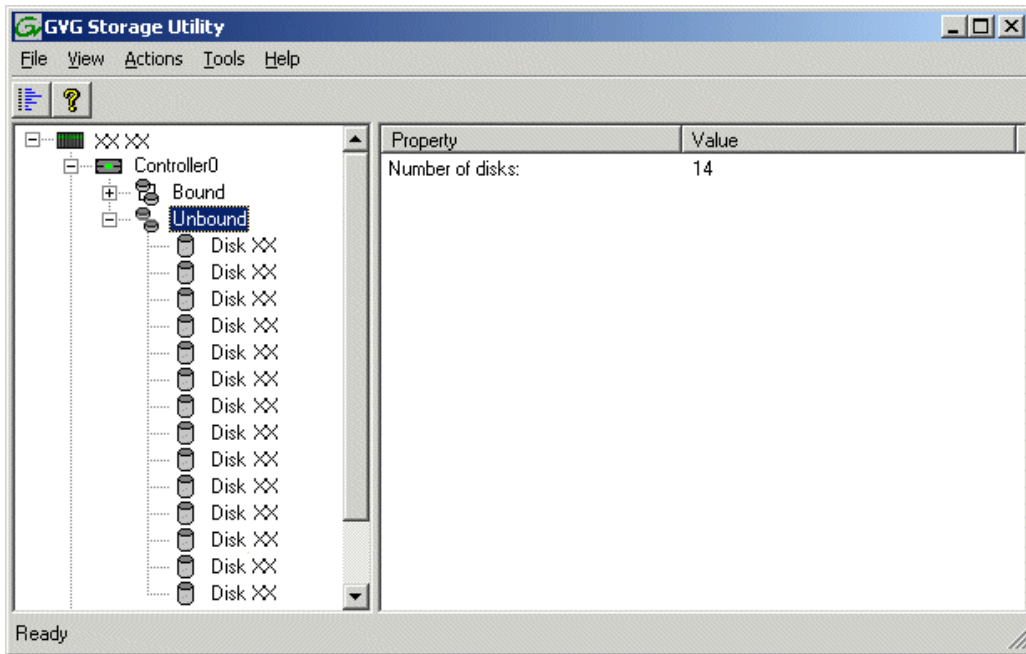 GVG Storage Utility
File View Actions Tools Help
XX XX
Controller0
Bound
Unbound
Disk XX
Disk XX
Disk XX
Disk XX
Disk XX
Disk XX
Disk XX
Disk XX
Disk XX
Disk XX
Disk XX
Disk XX
Disk XX
Disk XX
Property Value
Number of disks: 14
Ready